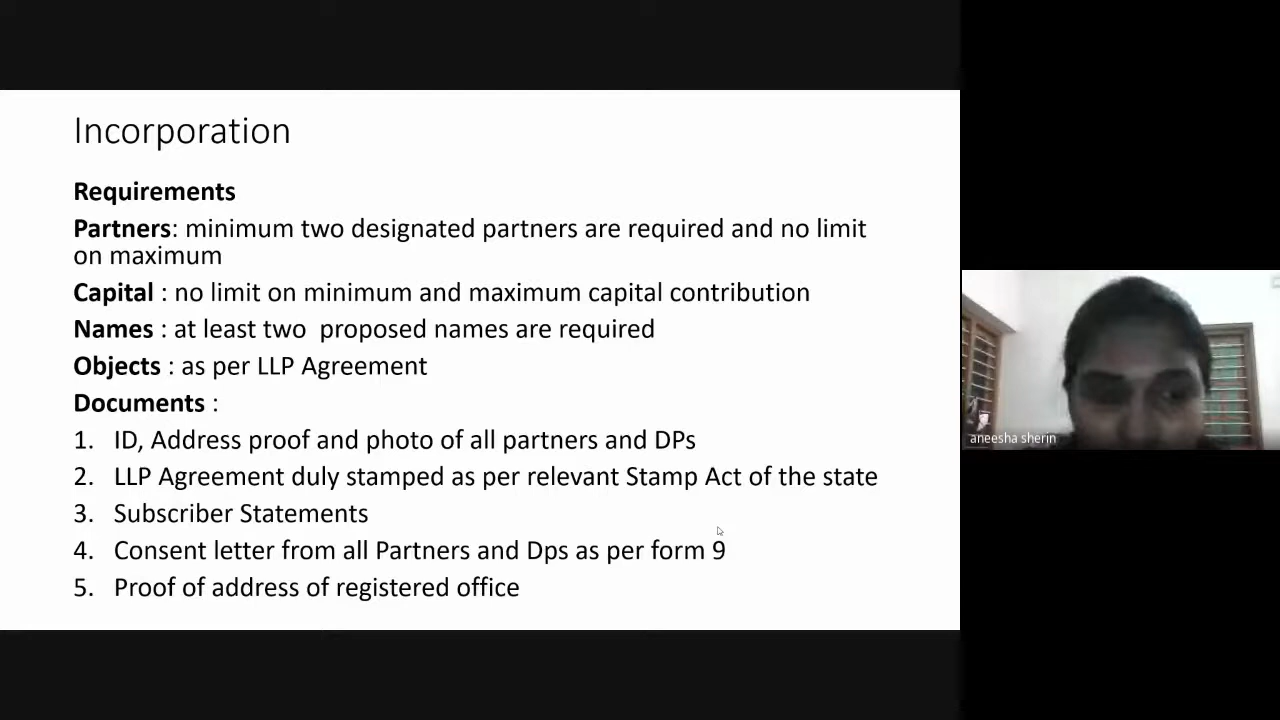 Incorporation
Requirements
Partners: minimum two designated partners are required and no limit
on maximum
Capital : no limit on minimum and maximum capital contribution
Names : at least two  proposed names are required
Objects : as per LLP Agreement
Documents :
1. ID, Address proof and photo of all partners and DPs
2. LLP Agreement duly stamped as per relevant Stamp Act of the state
3. Subscriber Statements
4. Consent letter from all Partners and Dps as per form 9
5. Proof of address of registered office
aneesha sherin